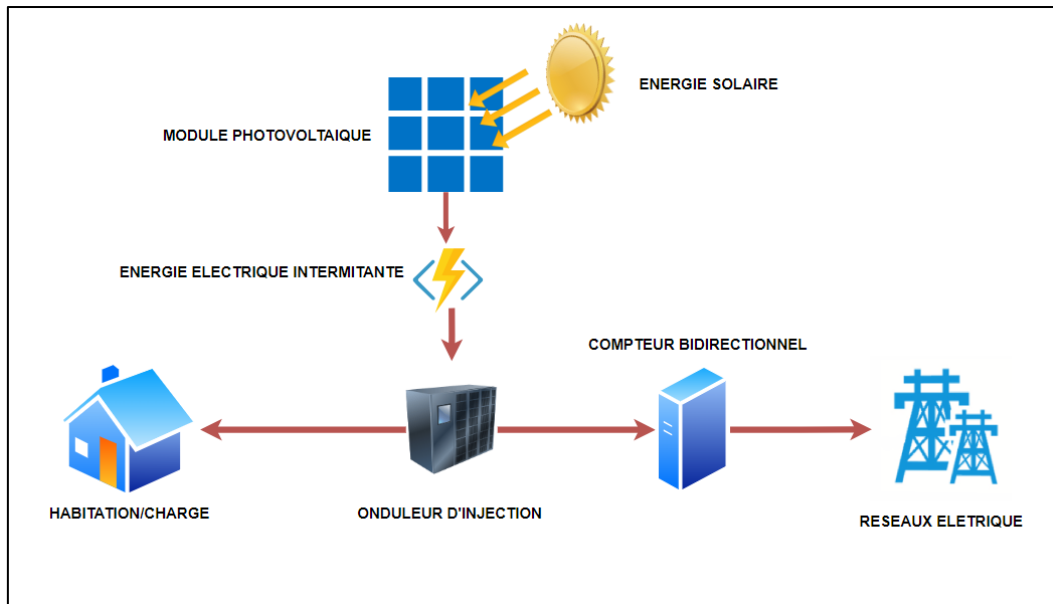 ENERGIE SOLAIRE
MODULE PHOTOVOLTAIQUE
ENERGIE ELECTRIQUE INTERMITANTE
COMPTEUR BIDIRECTIONNEL
HABITATION/CHARGE
ONDULEUR D'INJECTION
RESEAUX ELETRIQUE